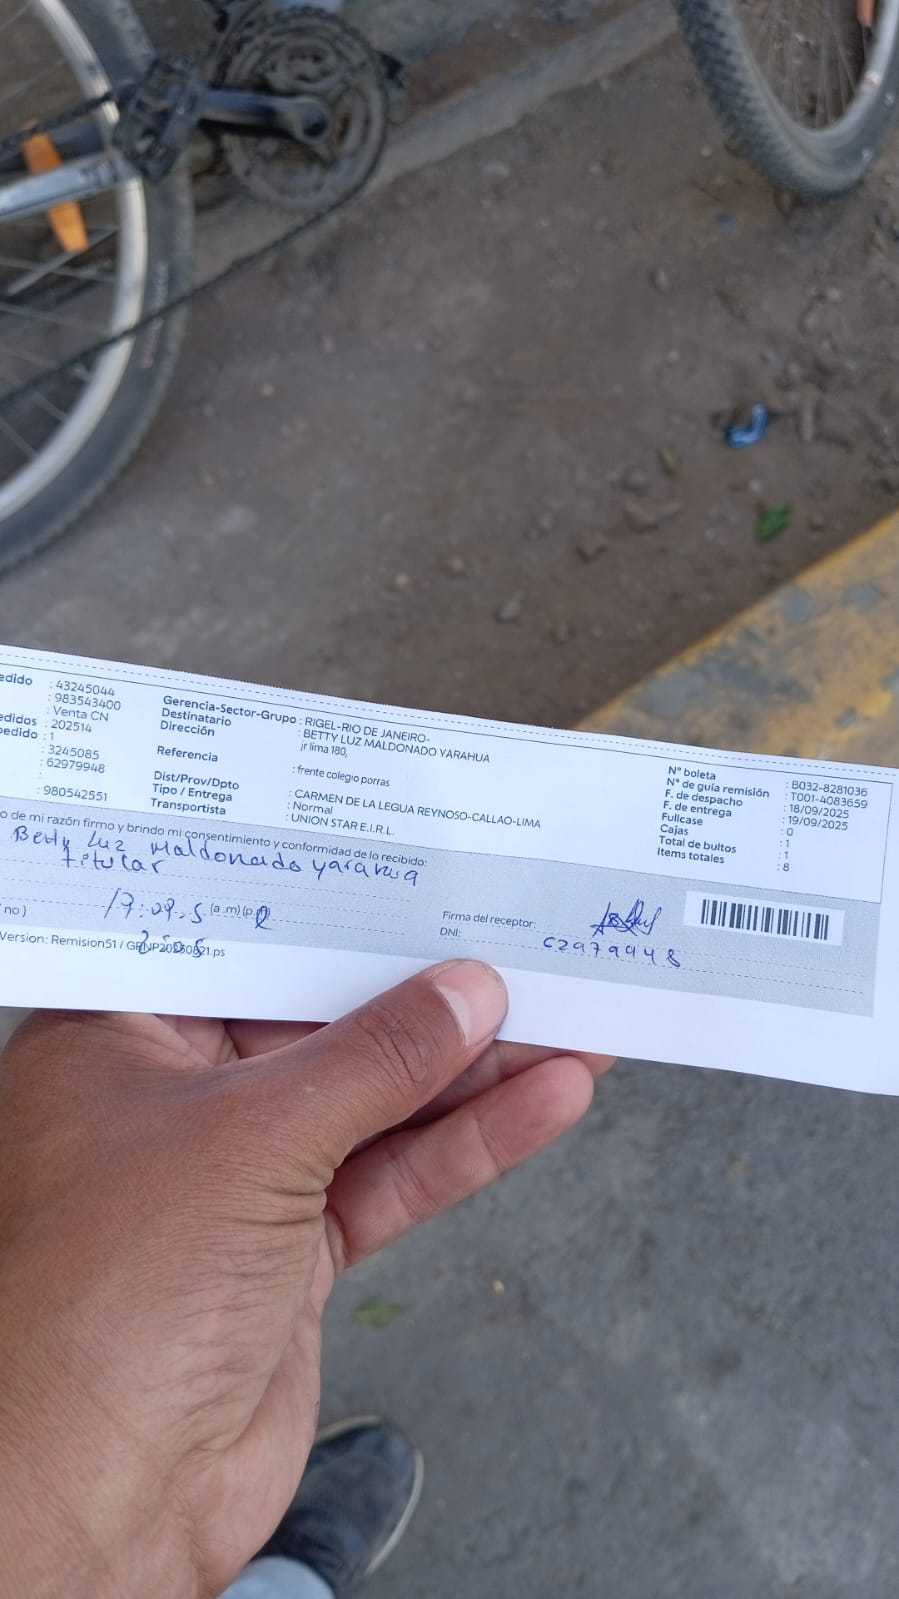 edido : 43245044
: 983543400
: Venta CN
edidos : 202514
pedido : 1
: 3245085
: 62979948
:
: 980542551
Gerencia-Sector-Grupo : RIGEL-RIO DE JANEIRO-
Destinatario : BETTY LUZ MALDONADO YARAHUA
Dirección jr lima 180,
Referencia : frente colegio porras
Dist/Prov/Dpto : CARMEN DE LA LEGUA REYNOSO-CALLAO-LIMA
Tipo / Entrega : Normal
Transportista : UNION STAR E.I.R.L.
N° boleta : B032-8281036
N° de guía remisión : T001-4083659
F. de despacho : 18/09/2025
F. de entrega : 19/09/2025
Fullcase : 0
Cajas : 1
Total de bultos : 1
Items totales : 8
o de mi razón firmo y brindo mi consentimiento y conformidad de lo recibido:
Betty Luz Maldonado yarahua
titular
no ) (a .m) (p.
Firma del receptor:
DNI: 62979948
Version: Remision51 /